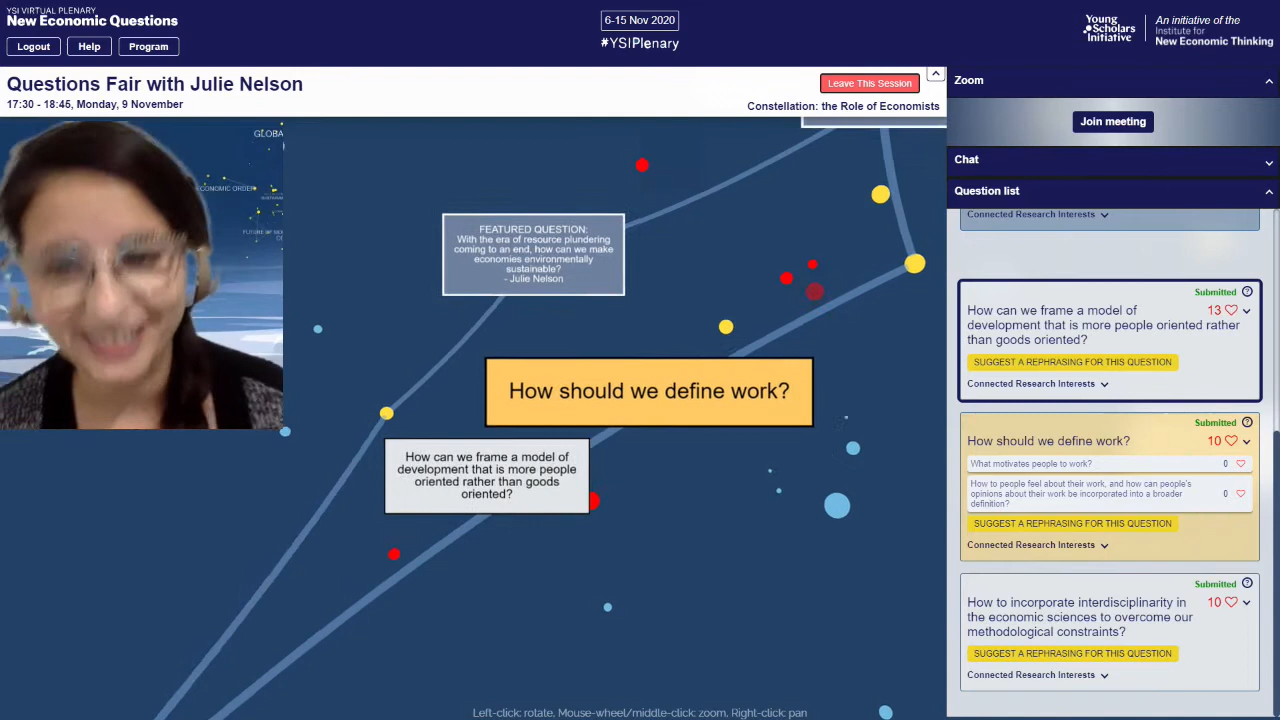 YSI VIRTUAL PLENARY
New Economic Questions
Logout
Help
Program
6-15 Nov 2020
#YSIPlenary
Young
Scholars
Initiative
An initiative of the
Institute for
New Economic Thinking
Questions Fair with Julie Nelson
17:30 - 18:45, Monday, 9 November
Leave This Session
Constellation: the Role of Economists
GLOBA
CONOMIC ORDER
FEATURED QUESTION:
With the era of resource plundering
coming to an end, how can we make
economies environmentally
sustainable?
- Julie Nelson
How should we define work?
How can we frame a model of
development that is more people
oriented rather than goods
oriented?
Left-click: rotate. Mouse-wheel/middle-click: zoom, Right-click: pan
Zoom
Join meeting
Chat
Question list
Connected Research Interests
Submitted
How can we frame a model of
development that is more people oriented rather
than goods oriented?
13
SUGGEST A REPHRASING FOR THIS QUESTION
Connected Research Interests
Submitted
How should we define work?
10
What motivates people to work?
0
How to people feel about their work, and how can people's
opinions about their work be incorporated into a broader
definition?
0
SUGGEST A REPHRASING FOR THIS QUESTION
Connected Research Interests
Submitted
How to incorporate interdisciplinarity in
the economic sciences to overcome our
methodological constraints?
10
SUGGEST A REPHRASING FOR THIS QUESTION
Connected Research Interests